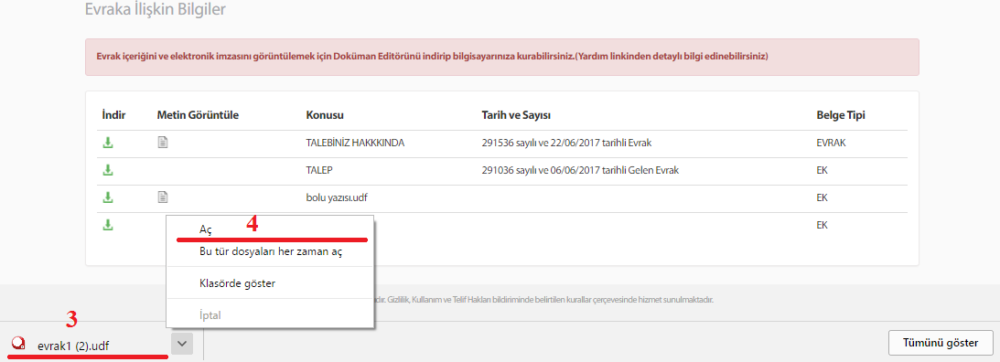 Evraka İlişkin Bilgiler
Evrak içeriğini ve elektronik imzasını görüntülemek için Doküman Editörünü indirip bilgisayarınıza kurabilirsiniz.(Yardım linkinden detaylı bilgi edinebilirsiniz)
İndir Metin Görüntüle Konusu Tarih ve Sayısı Belge Tipi
TALEBİNİZ HAKKKINDA 291536 sayılı ve 22/06/2017 tarihli Evrak EVRAK
TALEP 291036 sayılı ve 06/06/2017 tarihli Gelen Evrak EK
bolu yazısı.udf EK
EK
Aç 4
Bu tür dosyaları her zaman aç
Klasörde göster
Gizlilik, Kullanım ve Telif Hakları bildiriminde belirtilen kurallar çerçevesinde hizmet sunulmaktadır.
İptal
3
evrak1 (2).udf Tümünü göster